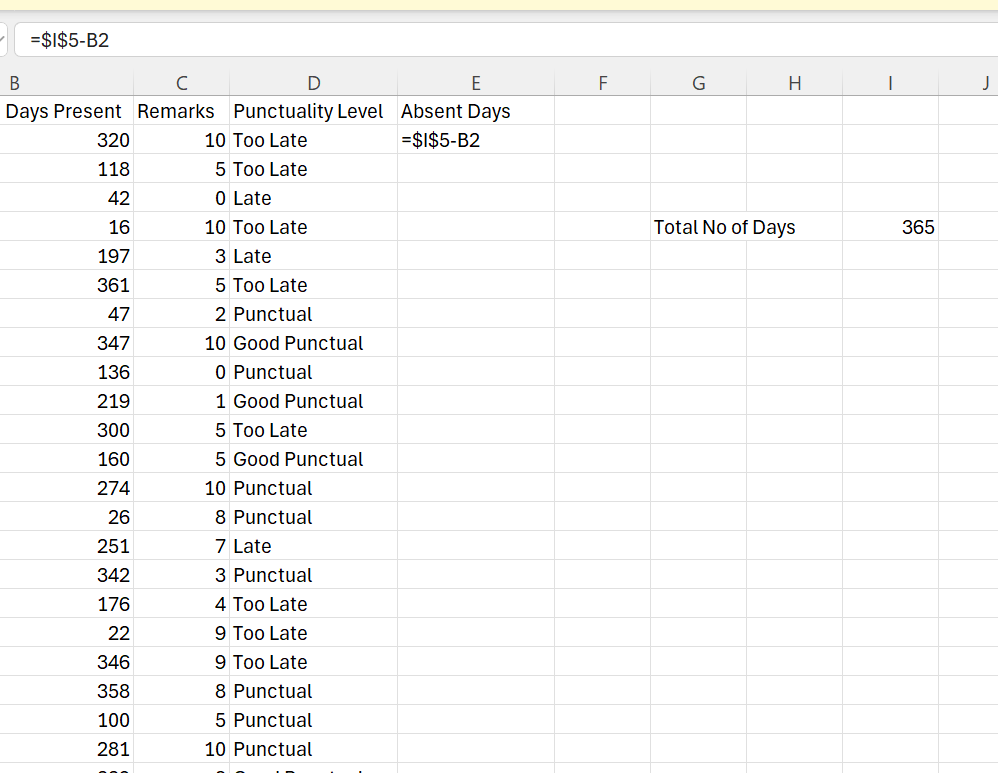 =$I$5-B2
B C D E F G H I J
Days Present Remarks Punctuality Level Absent Days
320 10 Too Late =$I$5-B2
118 5 Too Late
42 0 Late
16 10 Too Late Total No of Days 365
197 3 Late
361 5 Too Late
47 2 Punctual
347 10 Good Punctual
136 0 Punctual
219 1 Good Punctual
300 5 Too Late
160 5 Good Punctual
274 10 Punctual
26 8 Punctual
251 7 Late
342 3 Punctual
176 4 Too Late
22 9 Too Late
346 9 Too Late
358 8 Punctual
100 5 Punctual
281 10 Punctual